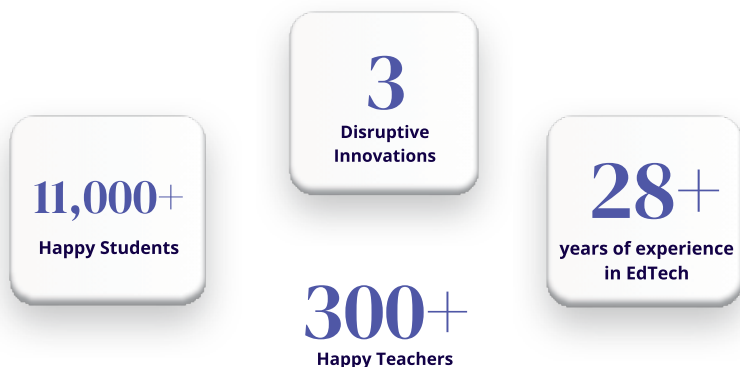 3
Disruptive
Innovations
11,000+
Happy Students
28+
years of experience
in EdTech
300+
Happy Teachers